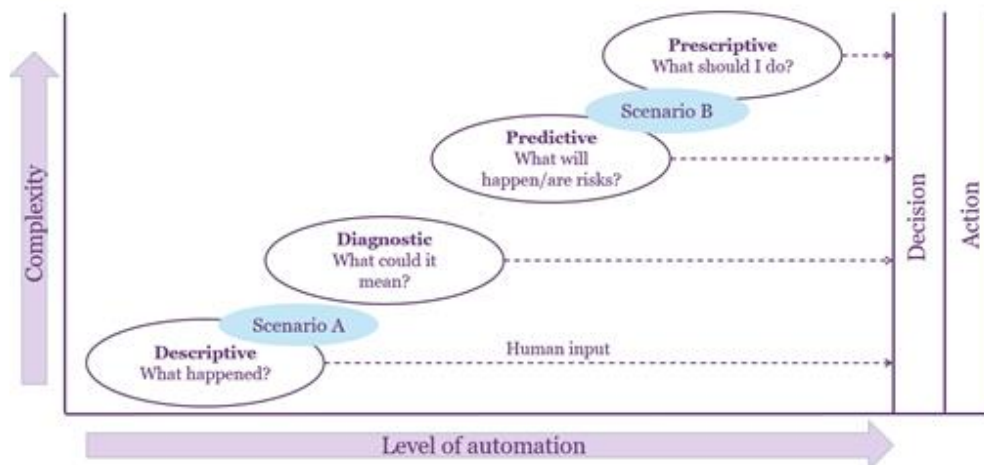 Prescriptive
What should I do?
Scenario B
Predictive
What will
happen/are risks?
Diagnostic
What could it
mean?
Scenario A
Descriptive
What happened?
Human input
Complexity
Level of automation
Decision
Action